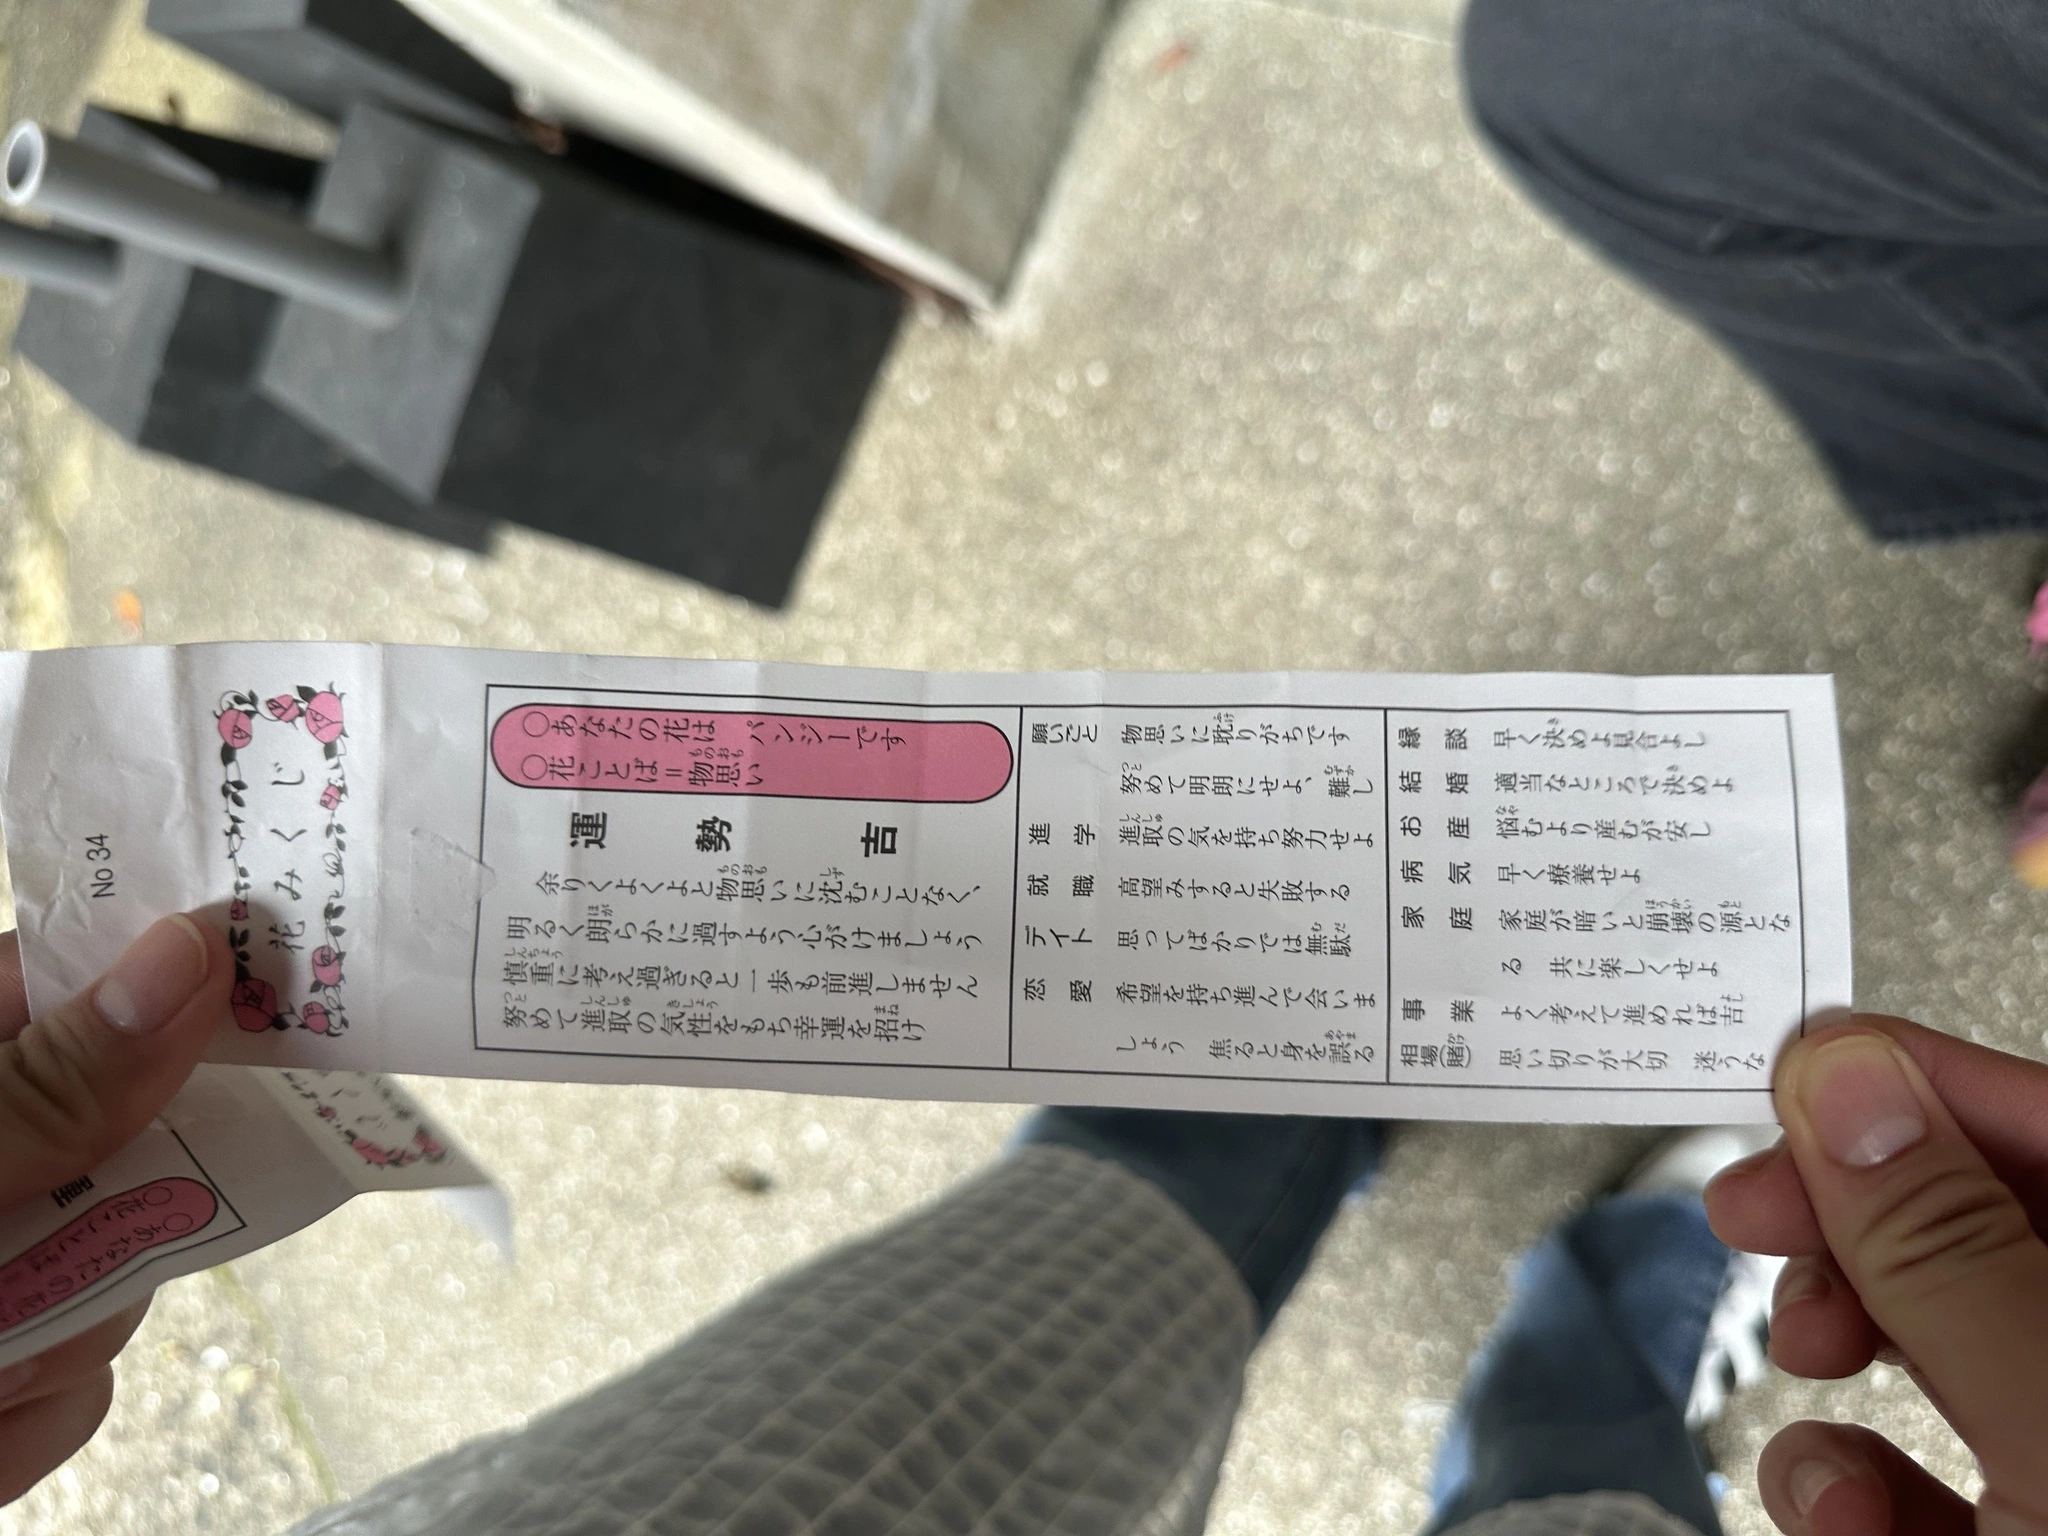 No 34
花みくじ
○あなたの花は パンジーです
○花ことば＝物思い
運勢 吉
余りくよくよと物思いに沈むことなく、
明るく朗らかに過すよう心がけましょう
慎重に考え過ぎると一歩も前進しません
努めて進取の気性をもち幸運を招け
願いごと 物思いに耽りがちです
努めて明朗にせよ、難し
進学 進取の気を持ち努力せよ
就職 高望みすると失敗する
デイト 思ってばかりでは無駄
恋愛 希望を持ち進んで会いま
しょう 焦ると身を誤る
縁談 早く決めよ見合よし
結婚 適当なところで決めよ
お産 悩むより産むが安し
病気 早く療養せよ
家庭 家庭が暗いと崩壊の源とな
る 共に楽しくせよ
事業 よく考えて進めれば吉
相場(賭) 思い切りが大切 迷うな
○あなたの花
○花ことば
運